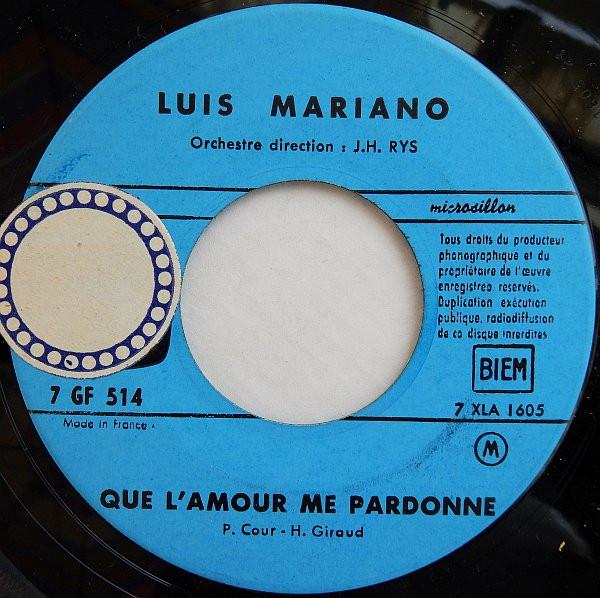 LUIS MARIANO
Orchestre direction : J.H. RYS
microsillon
Tous droits du producteur
phonographique et du
propriétaire de l'œuvre
enregistrée réservés.
Duplication exécution
publique, radiodiffusion
de ce disque interdites
BIEM
7 GF 514
7 XLA 1605
Made in France
M
QUE L'AMOUR ME PARDONNE
P. Cour - H. Giraud